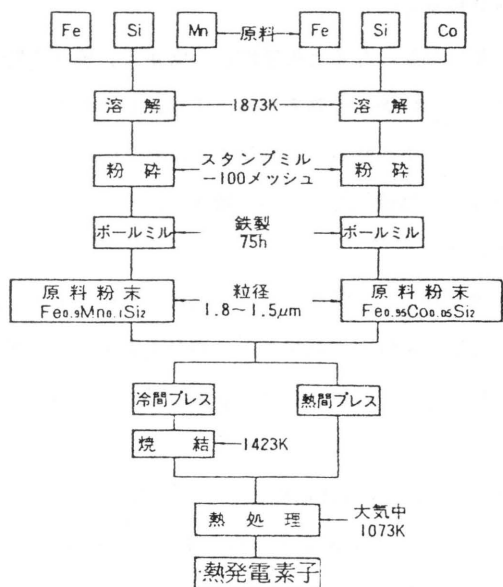 Fe Si Mn 原料 Fe Si Co
溶解 1873K 溶解
粉砕 スタンプミル 粉砕
-100メッシュ
ボールミル 鉄製 ボールミル
75h
原料粉末 粒径 原料粉末
Fe0.9Mn0.1Si2 1.8~1.5μm Fe0.95Co0.05Si2
冷間プレス 熱間プレス
焼結 1423K
熱処理 大気中
1073K
熱発電素子